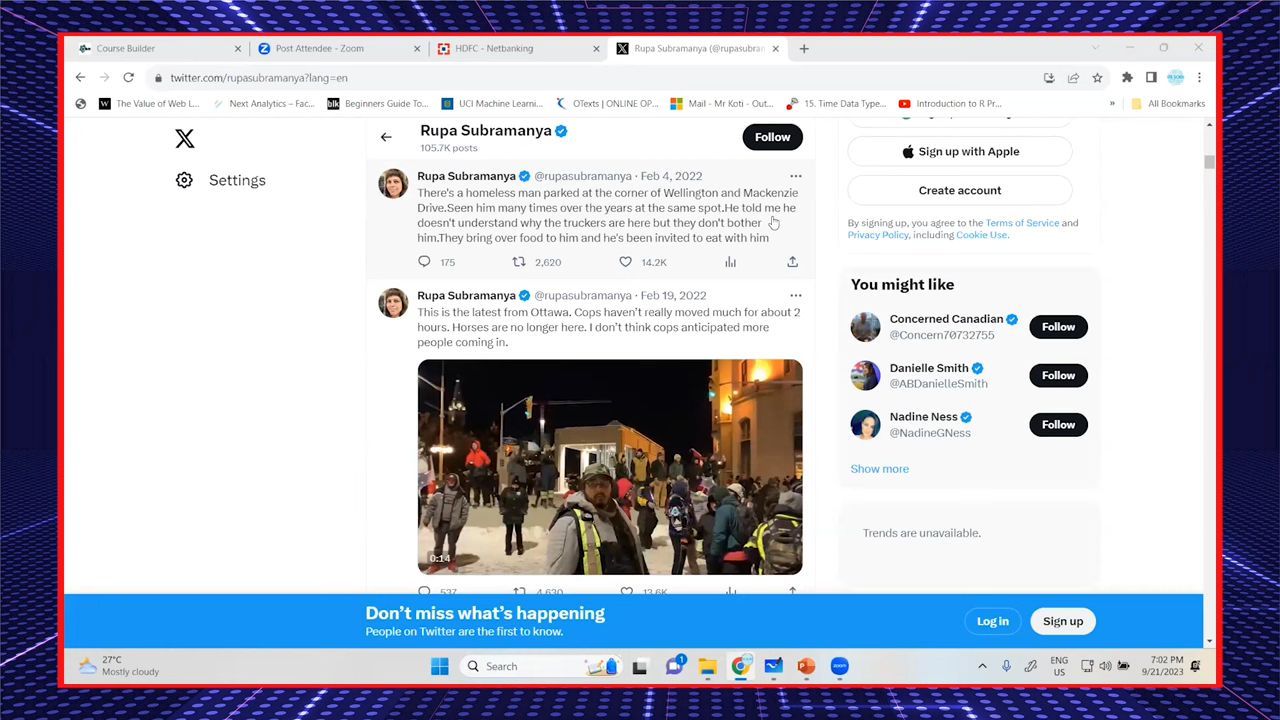 Course Builder
Post Attendee - Zoom
HDFC - Netbanking
Rupa Subramanya (@rupasubran
twitter.com/rupasubramanya?lang=en
The Value of Web L...
Next Analytics – Fac...
blk
Beginners Guide To...
UCI Machine Learni...
OTexts | ONLINE OP...
Mail - Mr Koti - Out...
15. Time Data Type...
Introduction to R Pr...
»
All Bookmarks
Settings
Rupa Subramanya
105.7K posts
Follow
Rupa Subramanya @rupasubramanya · Feb 4, 2022
There's a homeless man parked at the corner of Wellington and Mackenzie
Drive.Seen him many times over the years at the same spot.He told me he
doesn't understand why the truckers are here but they don't bother
him.They bring over food to him and he's been invited to eat with him
175 2,620 14.2K
Rupa Subramanya @rupasubramanya · Feb 19, 2022
This is the latest from Ottawa. Cops haven't really moved much for about 2
hours. Horses are no longer here. I don't think cops anticipated more
people coming in.
0:14
537 4,630 13.6K
Sign up with Apple
Create account
By signing up, you agree to the Terms of Service and
Privacy Policy, including Cookie Use.
You might like
Concerned Canadian
@Concern70732755
Follow
Danielle Smith
@ABDanielleSmith
Follow
Nadine Ness
@NadineGNess
Follow
Show more
Trends are unavailable.
Don't miss what's happening
People on Twitter are the first to know.
Log in
Sign up
27°C
Mostly cloudy
Search
1
zoom
ENG
US
7:02 PM
9/21/2023